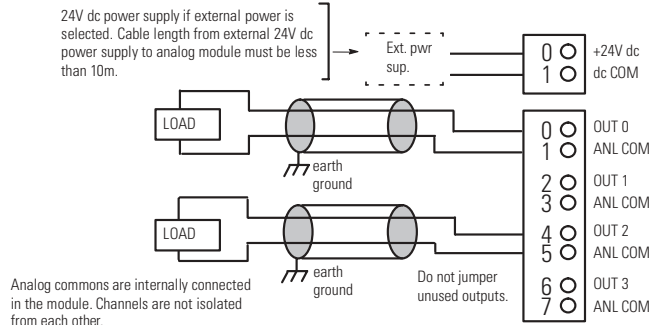 24V dc power supply if external power is
selected. Cable length from external 24V dc
power supply to analog module must be less
than 10m.
Ext. pwr
sup.
0 +24V dc
1 dc COM
LOAD
earth
ground
0 OUT 0
1 ANL COM
2 OUT 1
3 ANL COM
LOAD
earth
ground
4 OUT 2
5 ANL COM
Do not jumper
unused outputs.
6 OUT 3
7 ANL COM
Analog commons are internally connected
in the module. Channels are not isolated
from each other.